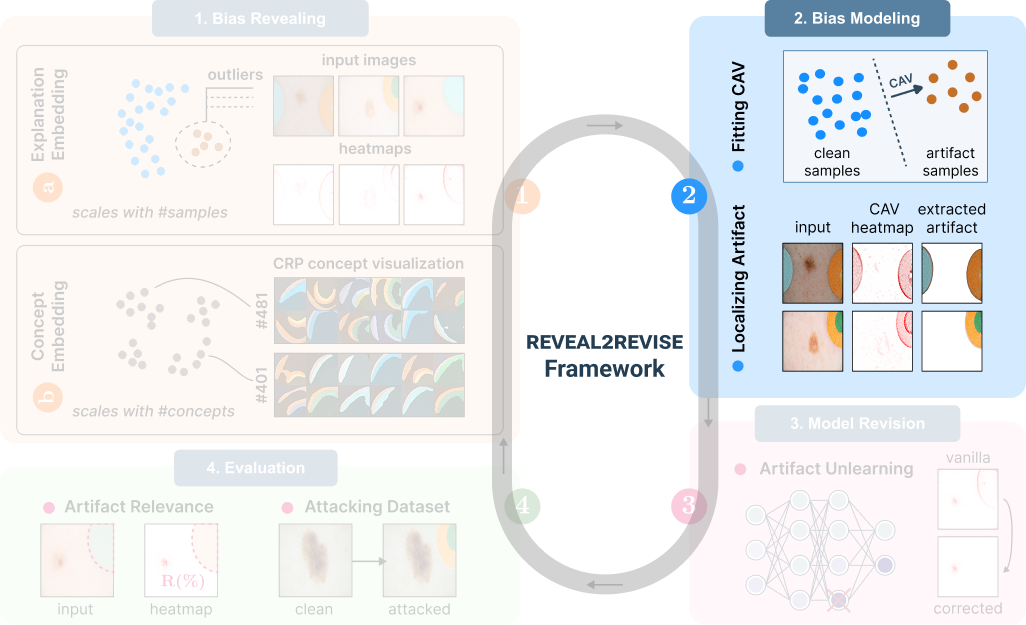 1. Bias Revealing
Explanation
Embedding
a
outliers
input images
heatmaps
scales with #samples
Concept
Embedding
b
CRP concept visualization
#481
#401
scales with #concepts
1
2
3
4
REVEAL2REVISE
Framework
2. Bias Modeling
Fitting CAV
CAV
clean
samples
artifact
samples
Localizing Artifact
input
CAV
heatmap
extracted
artifact
3. Model Revision
Artifact Unlearning
vanilla
corrected
4. Evaluation
Artifact Relevance
R(%)
input
heatmap
Attacking Dataset
clean
attacked